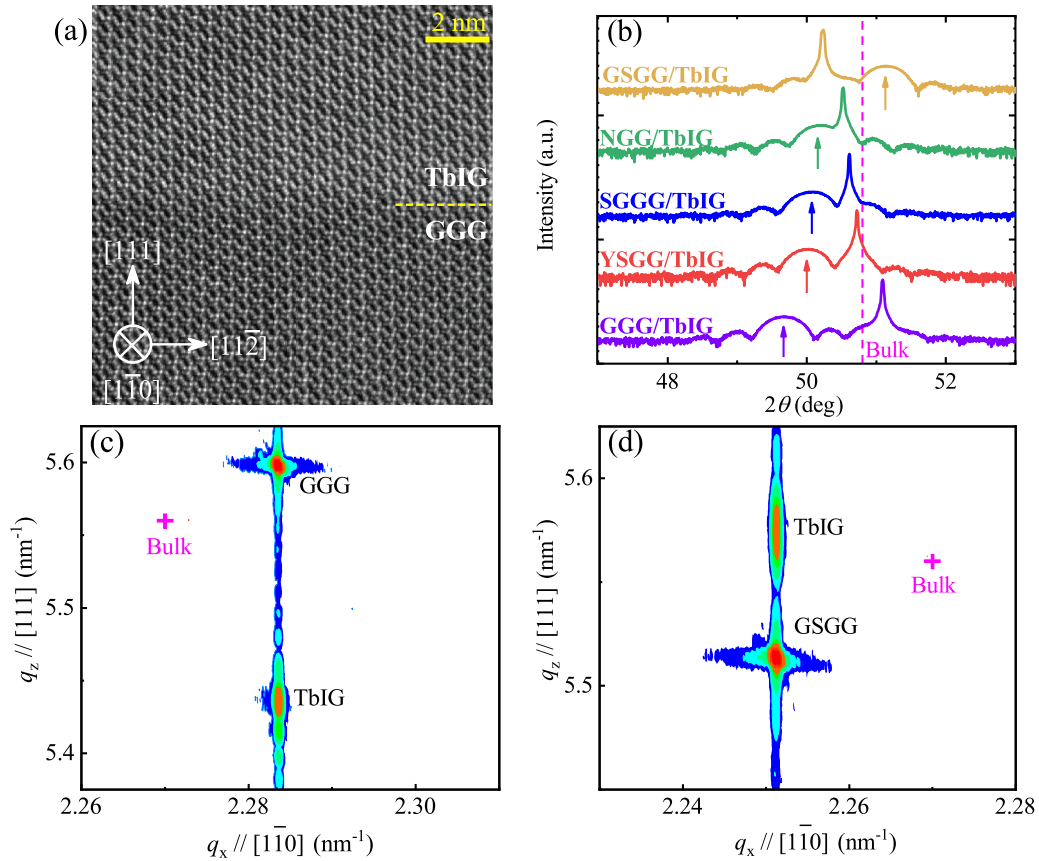 (a)
2 nm
TbIG
GGG
[111]
[112̄]
[11̄0]
(b)
GSGG/TbIG
NGG/TbIG
SGGG/TbIG
YSGG/TbIG
GGG/TbIG
Bulk
Intensity (a.u.)
48 50 52
2θ (deg)
(c)
5.6
5.5
5.4
GGG
Bulk
TbIG
q_z // [111] (nm⁻¹)
2.26 2.28 2.30
q_x // [11̄0] (nm⁻¹)
(d)
5.6
5.5
TbIG
Bulk
GSGG
q_z // [111] (nm⁻¹)
2.24 2.26 2.28
q_x // [11̄0] (nm⁻¹)